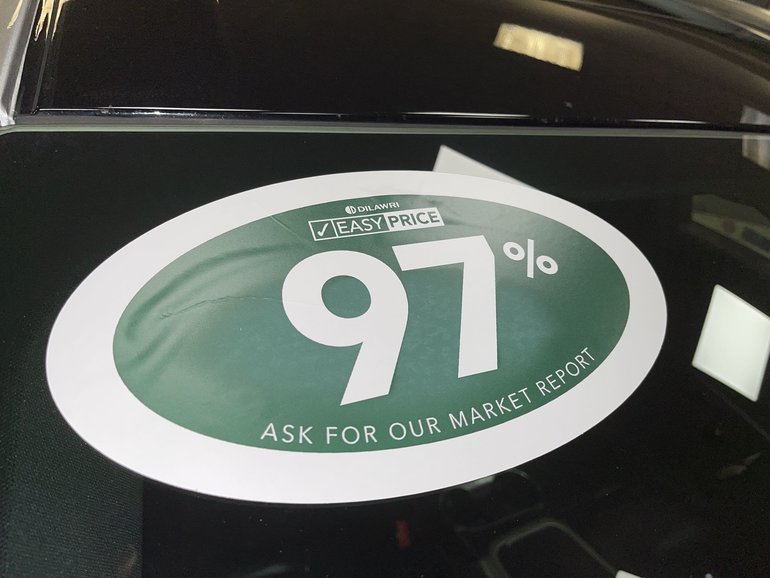 DILAWRI
✓ EASY PRICE
97%
ASK FOR OUR MARKET REPORT